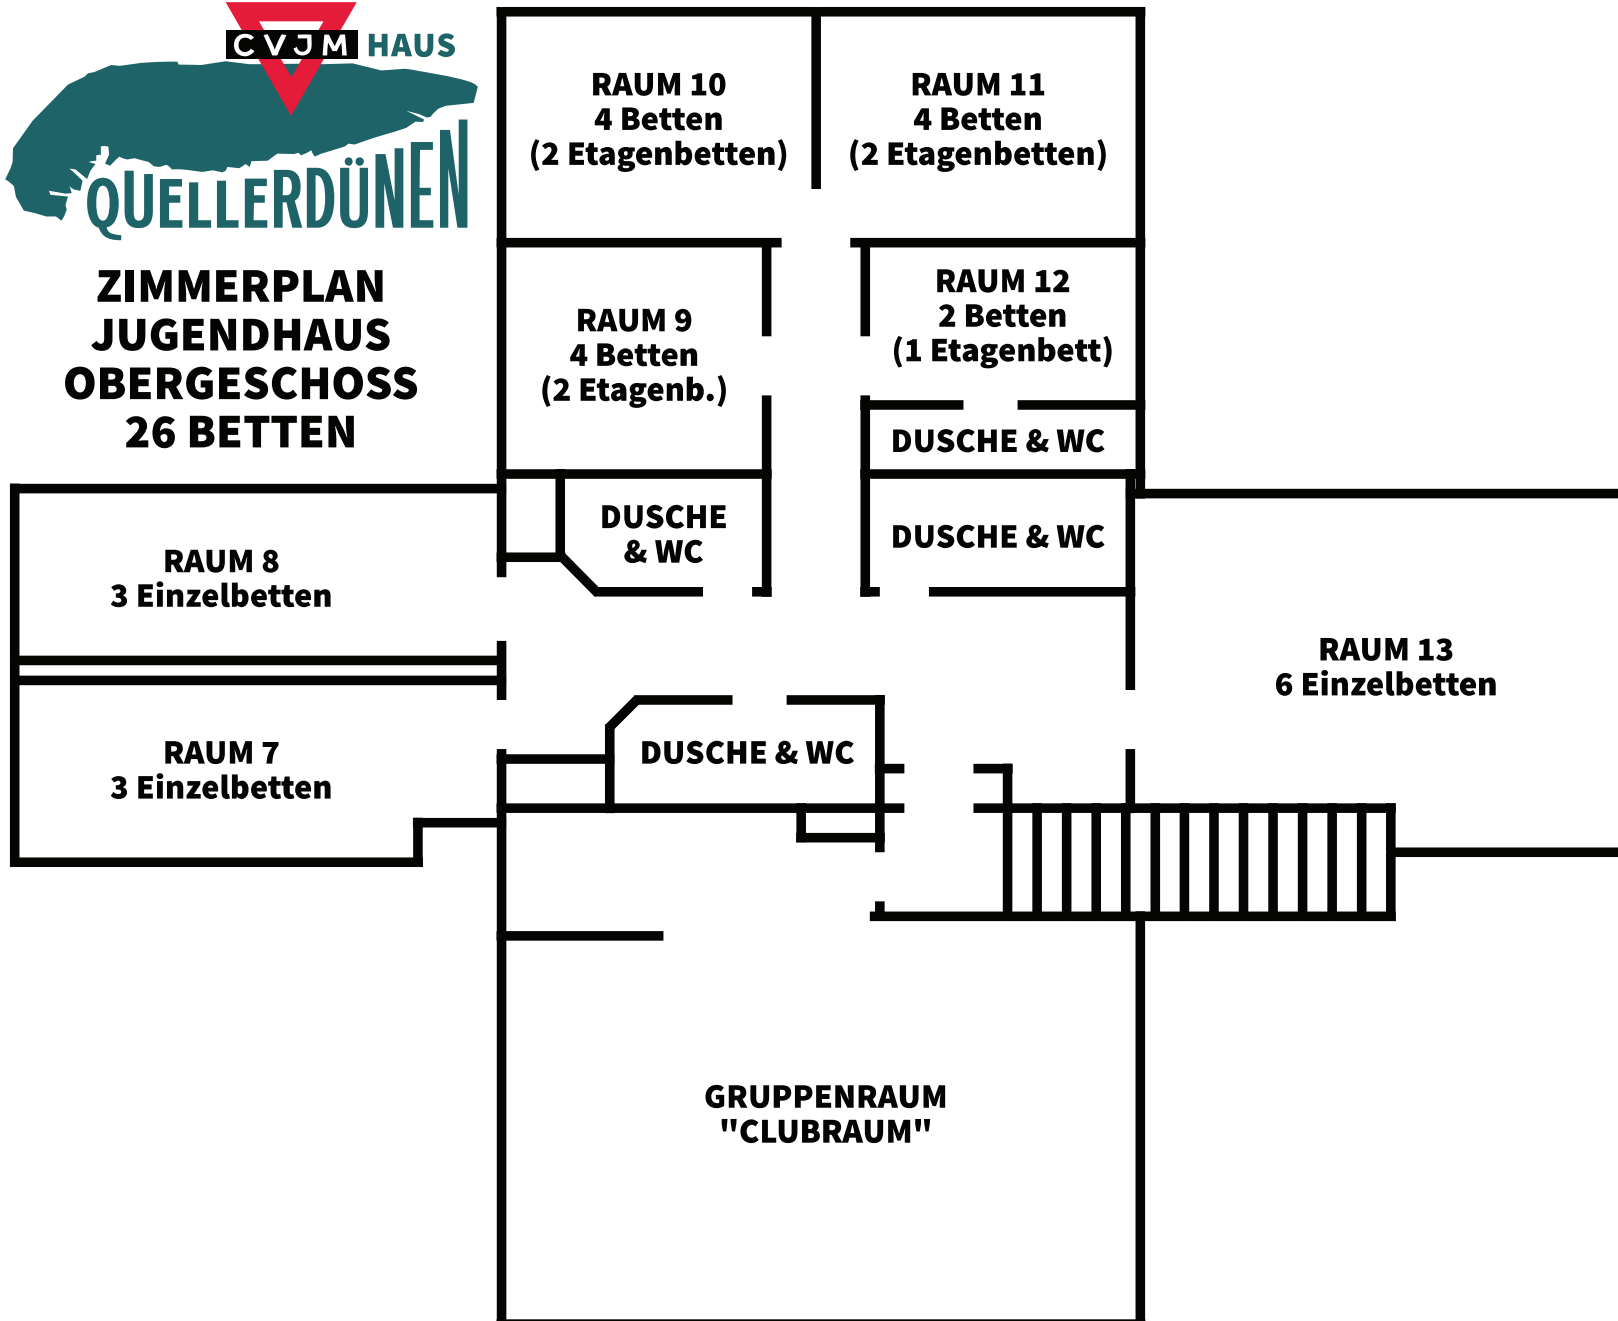 CVJM HAUS
QUELLERDÜNEN
ZIMMERPLAN
JUGENDHAUS
OBERGESCHOSS
26 BETTEN
RAUM 10
4 Betten
(2 Etagenbetten)
RAUM 11
4 Betten
(2 Etagenbetten)
RAUM 9
4 Betten
(2 Etagenb.)
RAUM 12
2 Betten
(1 Etagenbett)
DUSCHE & WC
DUSCHE
& WC
DUSCHE & WC
RAUM 8
3 Einzelbetten
RAUM 13
6 Einzelbetten
RAUM 7
3 Einzelbetten
DUSCHE & WC
GRUPPENRAUM
"CLUBRAUM"